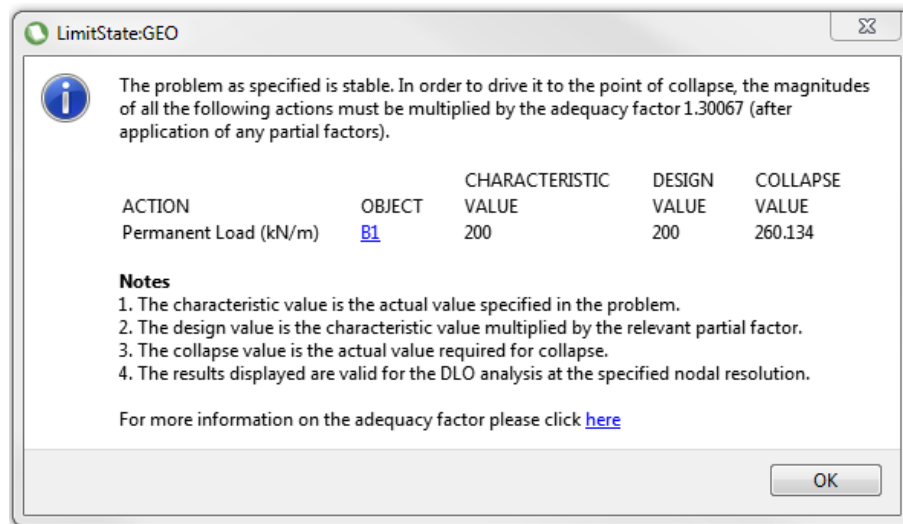 LimitState:GEO
The problem as specified is stable. In order to drive it to the point of collapse, the magnitudes
of all the following actions must be multiplied by the adequacy factor 1.30067 (after
application of any partial factors).
CHARACTERISTIC DESIGN COLLAPSE
ACTION OBJECT VALUE VALUE VALUE
Permanent Load (kN/m) B1 200 200 260.134
Notes
1. The characteristic value is the actual value specified in the problem.
2. The design value is the characteristic value multiplied by the relevant partial factor.
3. The collapse value is the actual value required for collapse.
4. The results displayed are valid for the DLO analysis at the specified nodal resolution.
For more information on the adequacy factor please click here
OK